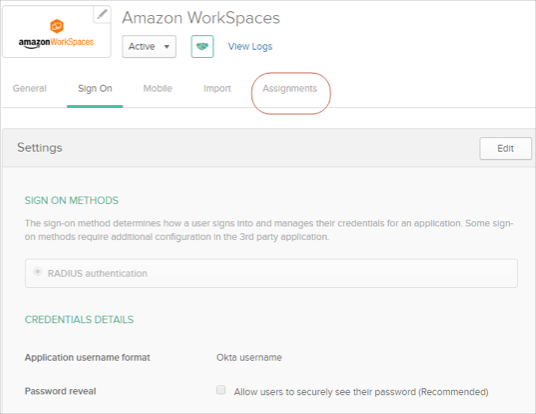 Amazon WorkSpaces
amazon WorkSpaces
Active
View Logs
General
Sign On
Mobile
Import
Assignments
Settings
Edit
SIGN ON METHODS
The sign-on method determines how a user signs into and manages their credentials for an application. Some sign-
on methods require additional configuration in the 3rd party application.
RADIUS authentication
CREDENTIALS DETAILS
Application username format Okta username
Password reveal Allow users to securely see their password (Recommended)